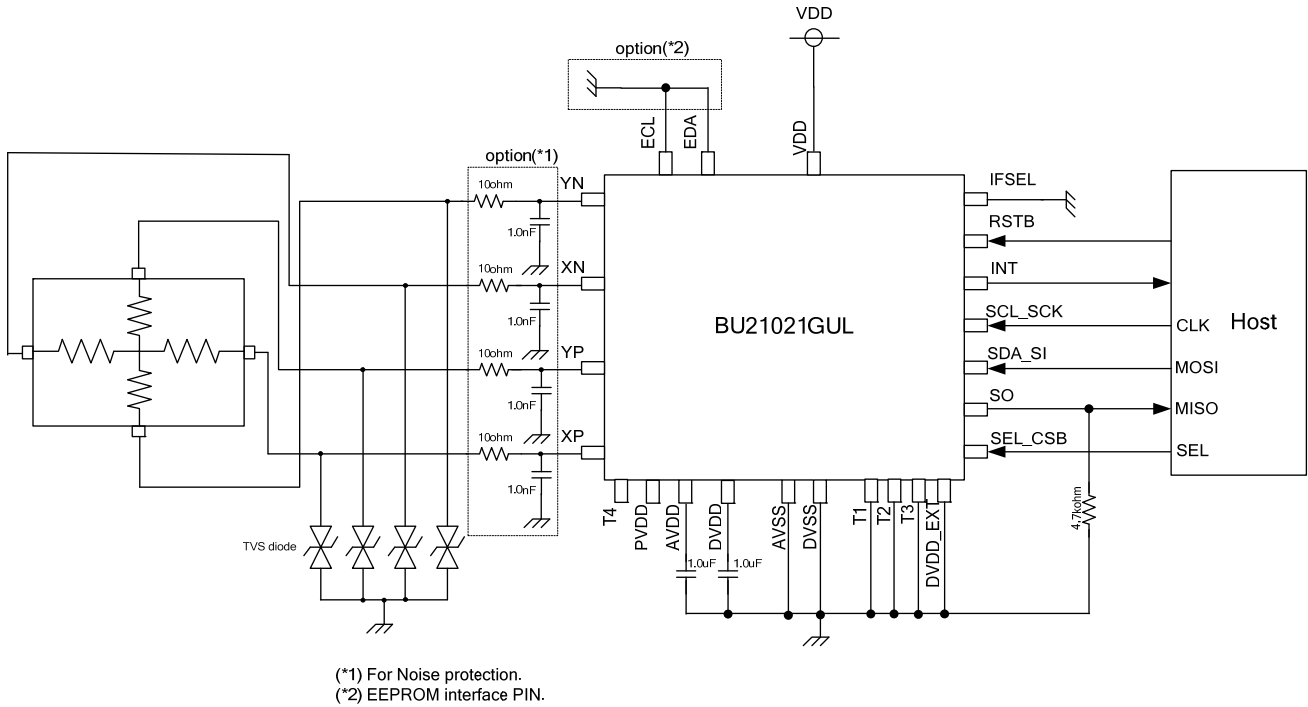 VDD
option(*2)
ECL
EDA
VDD
option(*1)
10ohm
YN
1.0nF
10ohm
XN
1.0nF
10ohm
YP
1.0nF
10ohm
XP
1.0nF
BU21021GUL
IFSEL
RSTB
INT
SCL_SCK
CLK
SDA_SI
MOSI
SO
MISO
SEL_CSB
SEL
Host
4.7kohm
T4
PVDD
AVDD
DVDD
AVSS
DVSS
T1
T2
T3
DVDD_EXT
1.0uF
1.0uF
TVS diode
(*1) For Noise protection.
(*2) EEPROM interface PIN.